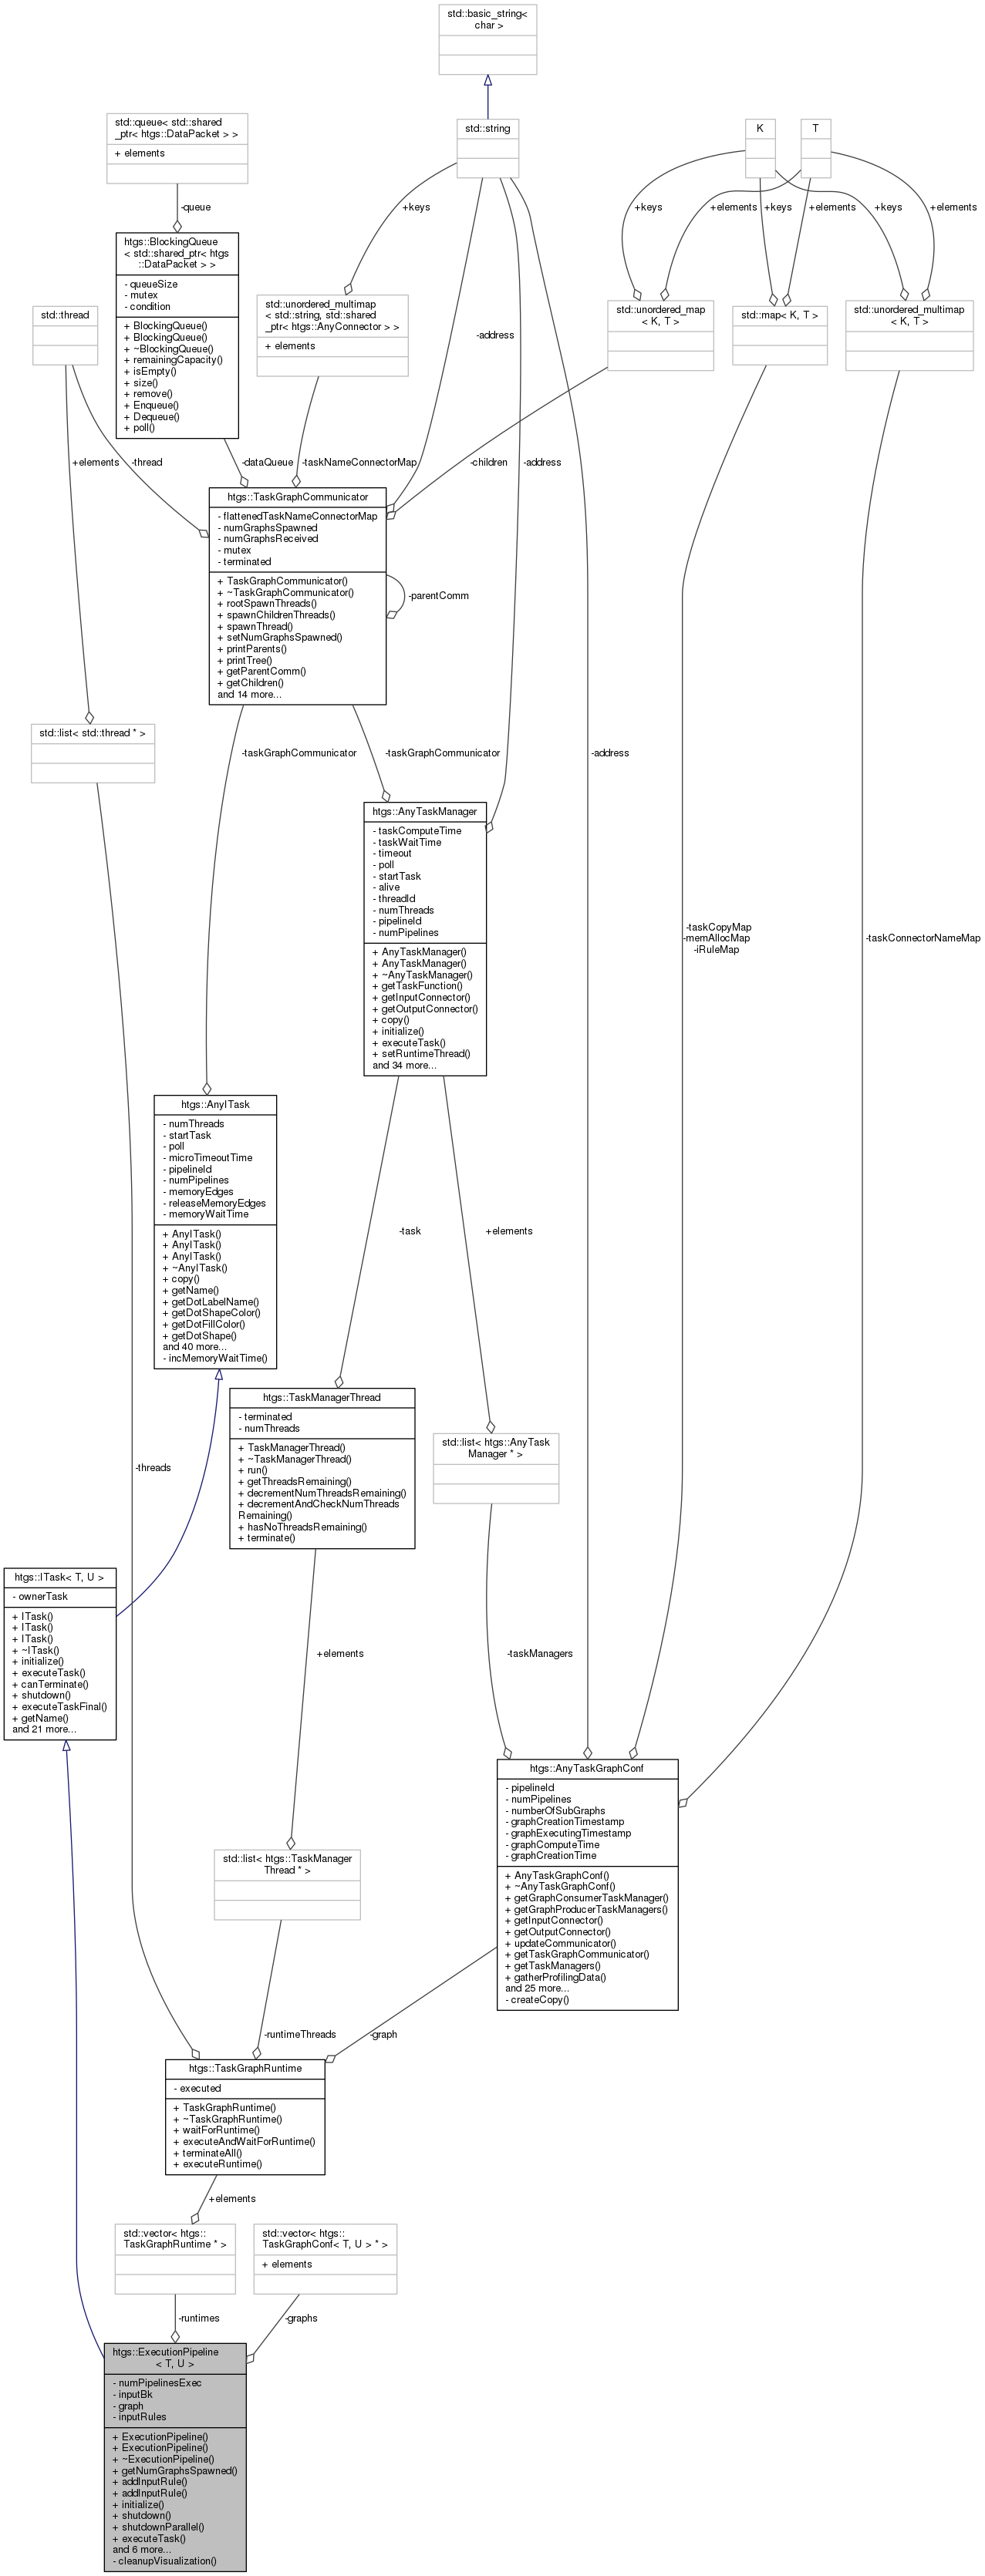 std::basic_string<
char >
std::queue< std::shared
_ptr< htgs::DataPacket > >
+ elements
std::string
K
T
-queue
+keys
+keys
+elements
+keys
+elements
+keys
+elements
htgs::BlockingQueue
< std::shared_ptr< htgs
::DataPacket > >
- queueSize
- mutex
- condition
+ BlockingQueue()
+ BlockingQueue()
+ ~BlockingQueue()
+ remainingCapacity()
+ isEmpty()
+ size()
+ remove()
+ Enqueue()
+ Dequeue()
+ poll()
std::thread
std::unordered_multimap
< std::string, std::shared
_ptr< htgs::AnyConnector > >
+ elements
-address
std::unordered_map
< K, T >
std::map< K, T >
std::unordered_multimap
< K, T >
+elements
-thread
-dataQueue
-taskNameConnectorMap
-children
-address
htgs::TaskGraphCommunicator
- flattenedTaskNameConnectorMap
- numGraphsSpawned
- numGraphsReceived
- mutex
- terminated
+ TaskGraphCommunicator()
+ ~TaskGraphCommunicator()
+ rootSpawnThreads()
+ spawnChildrenThreads()
+ spawnThread()
+ setNumGraphsSpawned()
+ printParents()
+ printTree()
+ getParentComm()
+ getChildren()
and 14 more...
-parentComm
std::list< std::thread * >
-taskGraphCommunicator
-taskGraphCommunicator
-address
htgs::AnyTaskManager
- taskComputeTime
- taskWaitTime
- timeout
- poll
- startTask
- alive
- threadId
- numThreads
- pipelineId
- numPipelines
+ AnyTaskManager()
+ AnyTaskManager()
+ ~AnyTaskManager()
+ getTaskFunction()
+ getInputConnector()
+ getOutputConnector()
+ copy()
+ initialize()
+ executeTask()
+ setRuntimeThread()
and 34 more...
-taskCopyMap
-memAllocMap
-iRuleMap
-taskConnectorNameMap
htgs::AnyITask
- numThreads
- startTask
- poll
- microTimeoutTime
- pipelineId
- numPipelines
- memoryEdges
- releaseMemoryEdges
- memoryWaitTime
+ AnyITask()
+ AnyITask()
+ AnyITask()
+ ~AnyITask()
+ copy()
+ getName()
+ getDotLabelName()
+ getDotShapeColor()
+ getDotFillColor()
+ getDotShape()
and 40 more...
- incMemoryWaitTime()
-task
+elements
htgs::TaskManagerThread
- terminated
- numThreads
+ TaskManagerThread()
+ ~TaskManagerThread()
+ run()
+ getThreadsRemaining()
+ decrementNumThreadsRemaining()
+ decrementAndCheckNumThreads
Remaining()
+ hasNoThreadsRemaining()
+ terminate()
std::list< htgs::AnyTask
Manager * >
-threads
htgs::ITask< T, U >
- ownerTask
+ ITask()
+ ITask()
+ ITask()
+ ~ITask()
+ initialize()
+ executeTask()
+ canTerminate()
+ shutdown()
+ executeTaskFinal()
+ getName()
and 21 more...
+elements
-taskManagers
htgs::AnyTaskGraphConf
- pipelineId
- numPipelines
- numberOfSubGraphs
- graphCreationTimestamp
- graphExecutingTimestamp
- graphComputeTime
- graphCreationTime
+ AnyTaskGraphConf()
+ ~AnyTaskGraphConf()
+ getGraphConsumerTaskManager()
+ getGraphProducerTaskManagers()
+ getInputConnector()
+ getOutputConnector()
+ updateCommunicator()
+ getTaskGraphCommunicator()
+ getTaskManagers()
+ gatherProfilingData()
and 25 more...
- createCopy()
std::list< htgs::TaskManager
Thread * >
-runtimeThreads
-graph
htgs::TaskGraphRuntime
- executed
+ TaskGraphRuntime()
+ ~TaskGraphRuntime()
+ waitForRuntime()
+ executeAndWaitForRuntime()
+ terminateAll()
+ executeRuntime()
+elements
std::vector< htgs::
TaskGraphRuntime * >
std::vector< htgs::
TaskGraphConf< T, U > * >
+ elements
-runtimes
-graphs
htgs::ExecutionPipeline
< T, U >
- numPipelinesExec
- inputBk
- graph
- inputRules
+ ExecutionPipeline()
+ ExecutionPipeline()
+ ~ExecutionPipeline()
+ getNumGraphsSpawned()
+ addInputRule()
+ addInputRule()
+ initialize()
+ shutdown()
+ shutdownParallel()
+ executeTask()
and 6 more...
- cleanupVisualization()